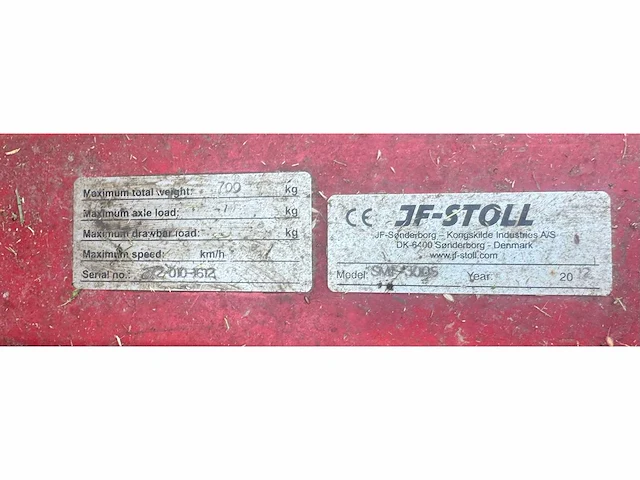 Maximum total weight: 700 kg
Maximum axle load: kg
Maximum drawbar load: kg
Maximum speed: km/h
Serial no.:
CE JF-STOLL
JF-Sønderborg – Kongskilde Industries A/S
DK-6400 Sønderborg - Denmark
www.jf-stoll.com
Model: Year 20 12